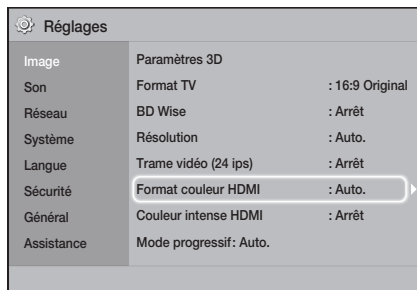 Réglages
Image
Son
Réseau
Système
Langue
Sécurité
Général
Assistance
Paramètres 3D
Format TV : 16:9 Original
BD Wise : Arrêt
Résolution : Auto.
Trame vidéo (24 ips) : Arrêt
Format couleur HDMI : Auto.
Couleur intense HDMI : Arrêt
Mode progressif: Auto.